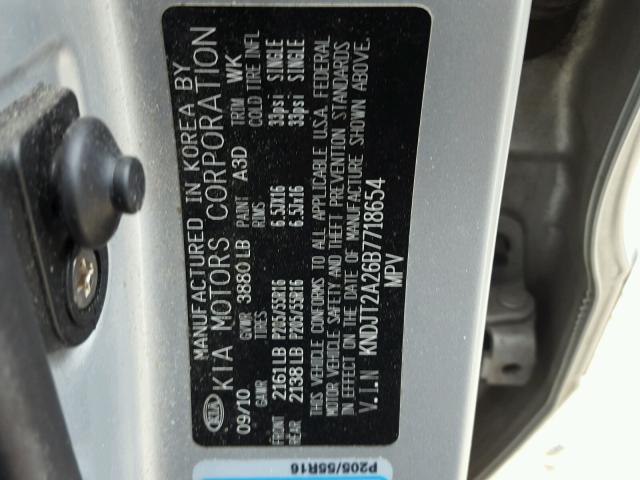 MANUFACTURED IN KOREA BY
KIA KIA MOTORS CORPORATION
09/10 GVWR 3880 LB PAINT A3D TRIM WK
GAWR TIRES RIMS COLD TIRE INFL
FRONT 2161 LB P205/55R16 6.5JX16 33psi SINGLE
REAR 2138 LB P205/55R16 6.5JX16 33psi SINGLE
THIS VEHICLE CONFORMS TO ALL APPLICABLE U.S.A. FEDERAL
MOTOR VEHICLE SAFETY AND THEFT PREVENTION STANDARDS
IN EFFECT ON THE DATE OF MANUFACTURE SHOWN ABOVE.
V.I.N KNDJT2A26B7718654
MPV
P205/55R16